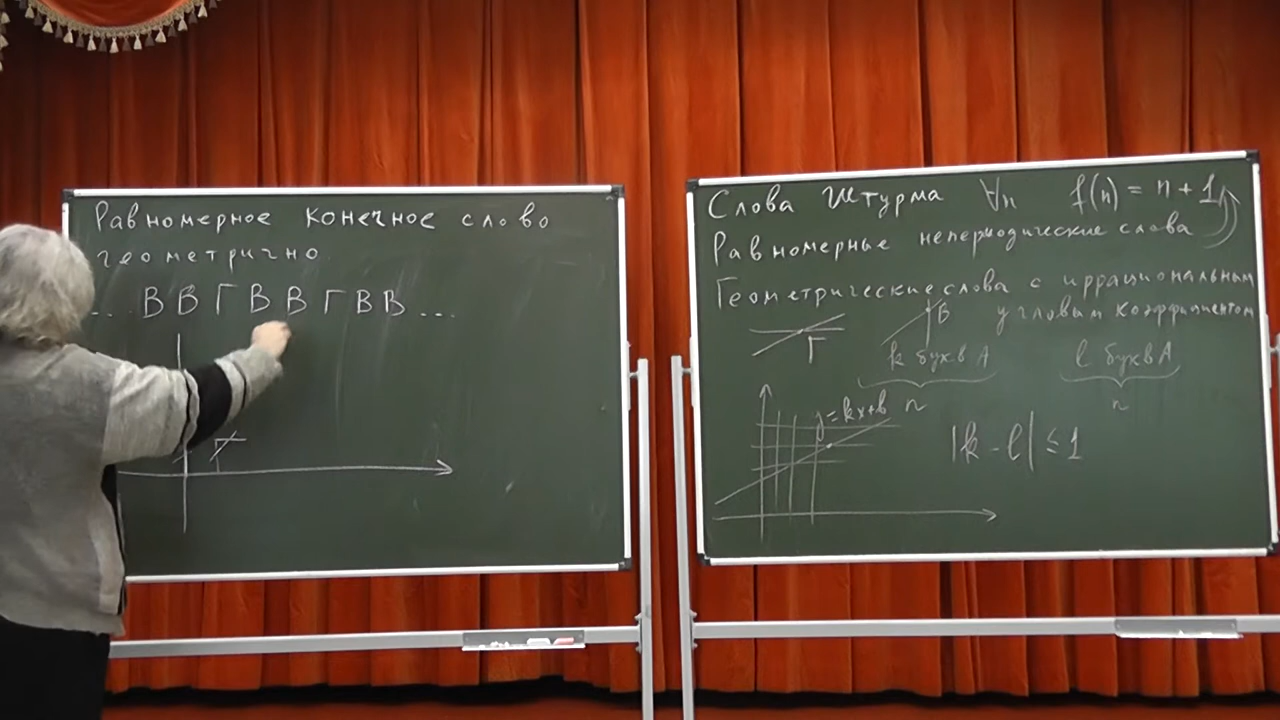 Равномерное конечное слово
геометрично
... В В Г В В Г В В ...
Г
Слова Штурма ∀n f(n) = n + 1
Равномерные непериодические слова
Геометрические слова с иррациональным
угловым коэффициентом
Г
В
k букв А
l букв А
n
n
y = kx+b
|k - l| ≤ 1